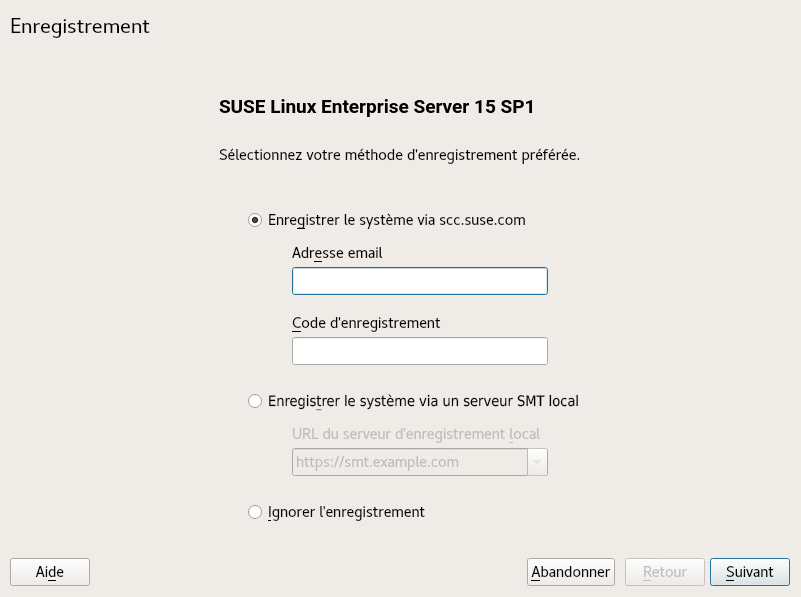 Enregistrement
SUSE Linux Enterprise Server 15 SP1
Sélectionnez votre méthode d'enregistrement préférée.
Enregistrer le système via scc.suse.com
Adresse email
Code d'enregistrement
Enregistrer le système via un serveur SMT local
URL du serveur d'enregistrement local
https://smt.example.com
Ignorer l'enregistrement
Aide Abandonner Retour Suivant